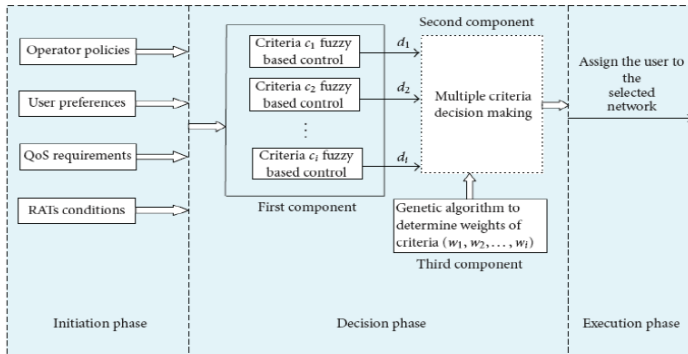 Operator policies
User preferences
QoS requirements
RATs conditions
Initiation phase
Criteria c1 fuzzy
based control
Criteria c2 fuzzy
based control
⋮
Criteria ci fuzzy
based control
First component
d1
d2
di
Second component
Multiple criteria
decision making
Genetic algorithm to
determine weights of
criteria (w1, w2, . . . , wi)
Third component
Decision phase
Assign the user to
the
selected
network
Execution phase